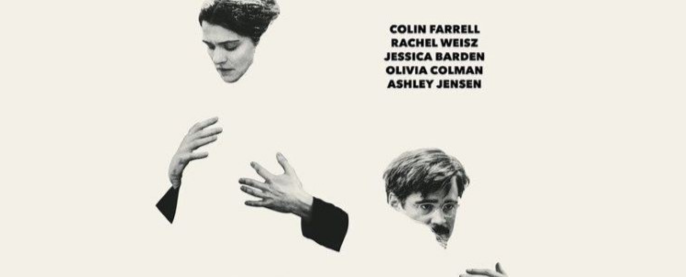 COLIN FARRELL
RACHEL WEISZ
JESSICA BARDEN
OLIVIA COLMAN
ASHLEY JENSEN